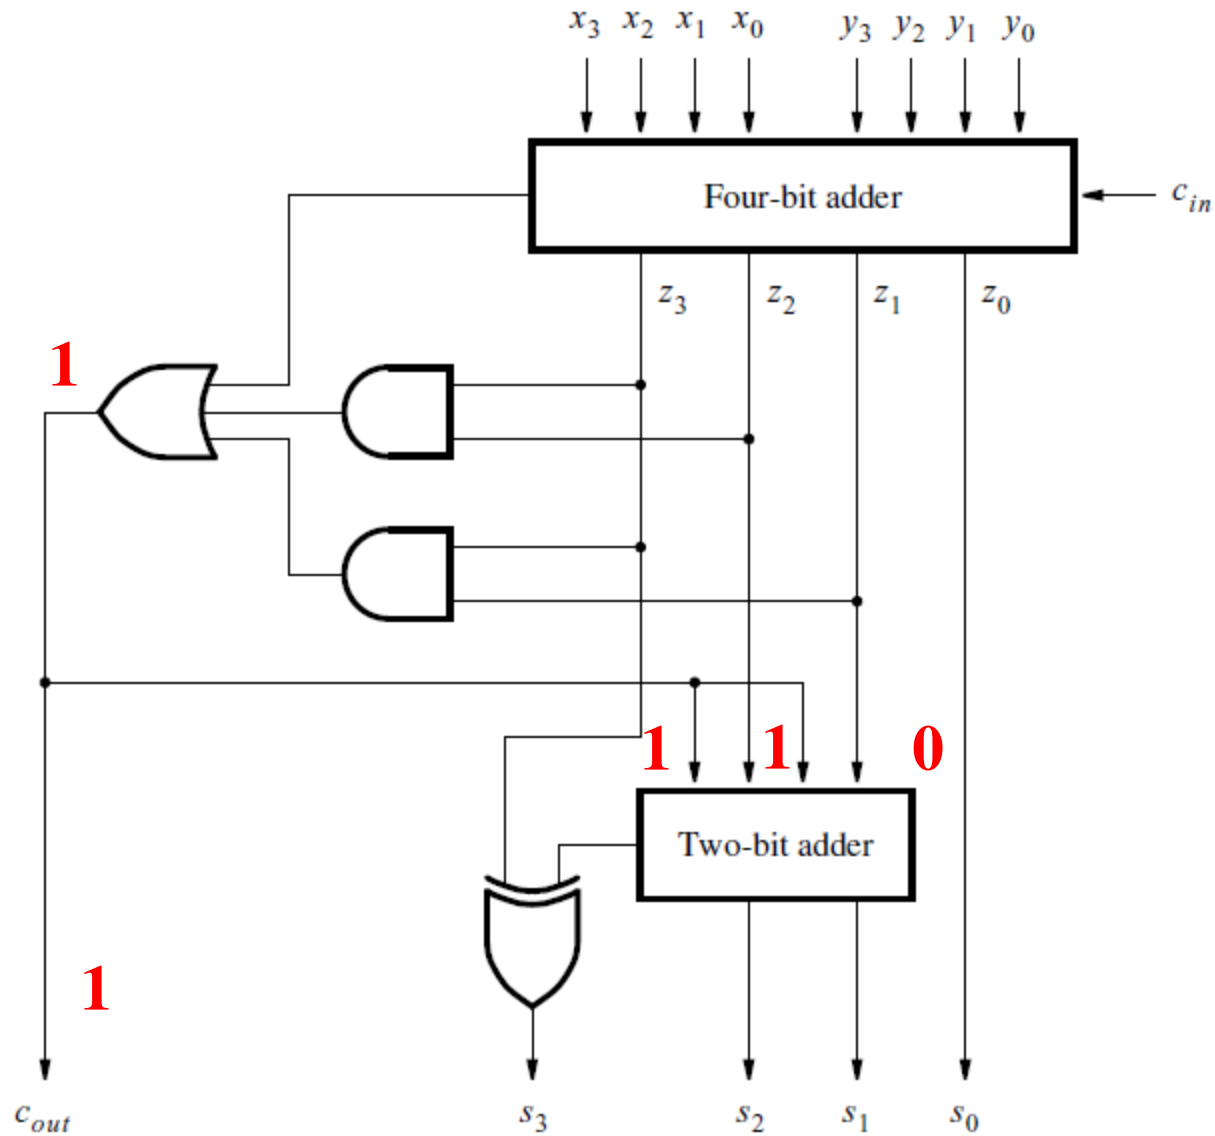 x3 x2 x1 x0 y3 y2 y1 y0
Four-bit adder
cin
z3 z2 z1 z0
1
1 1 0
Two-bit adder
1
cout s3 s2 s1 s0